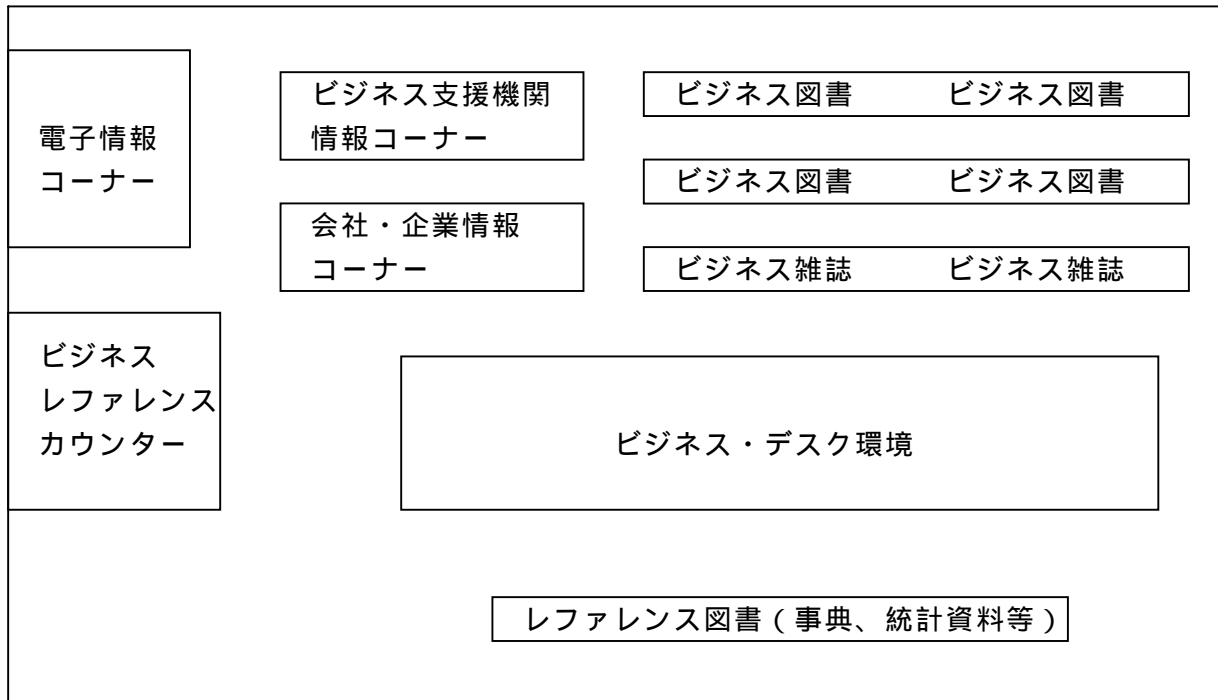 電子情報
コーナー
ビジネス支援機関
情報コーナー
会社・企業情報
コーナー
ビジネス図書 ビジネス図書
ビジネス図書 ビジネス図書
ビジネス雑誌 ビジネス雑誌
ビジネス
レファレンス
カウンター
ビジネス・デスク環境
レファレンス図書（事典、統計資料等）